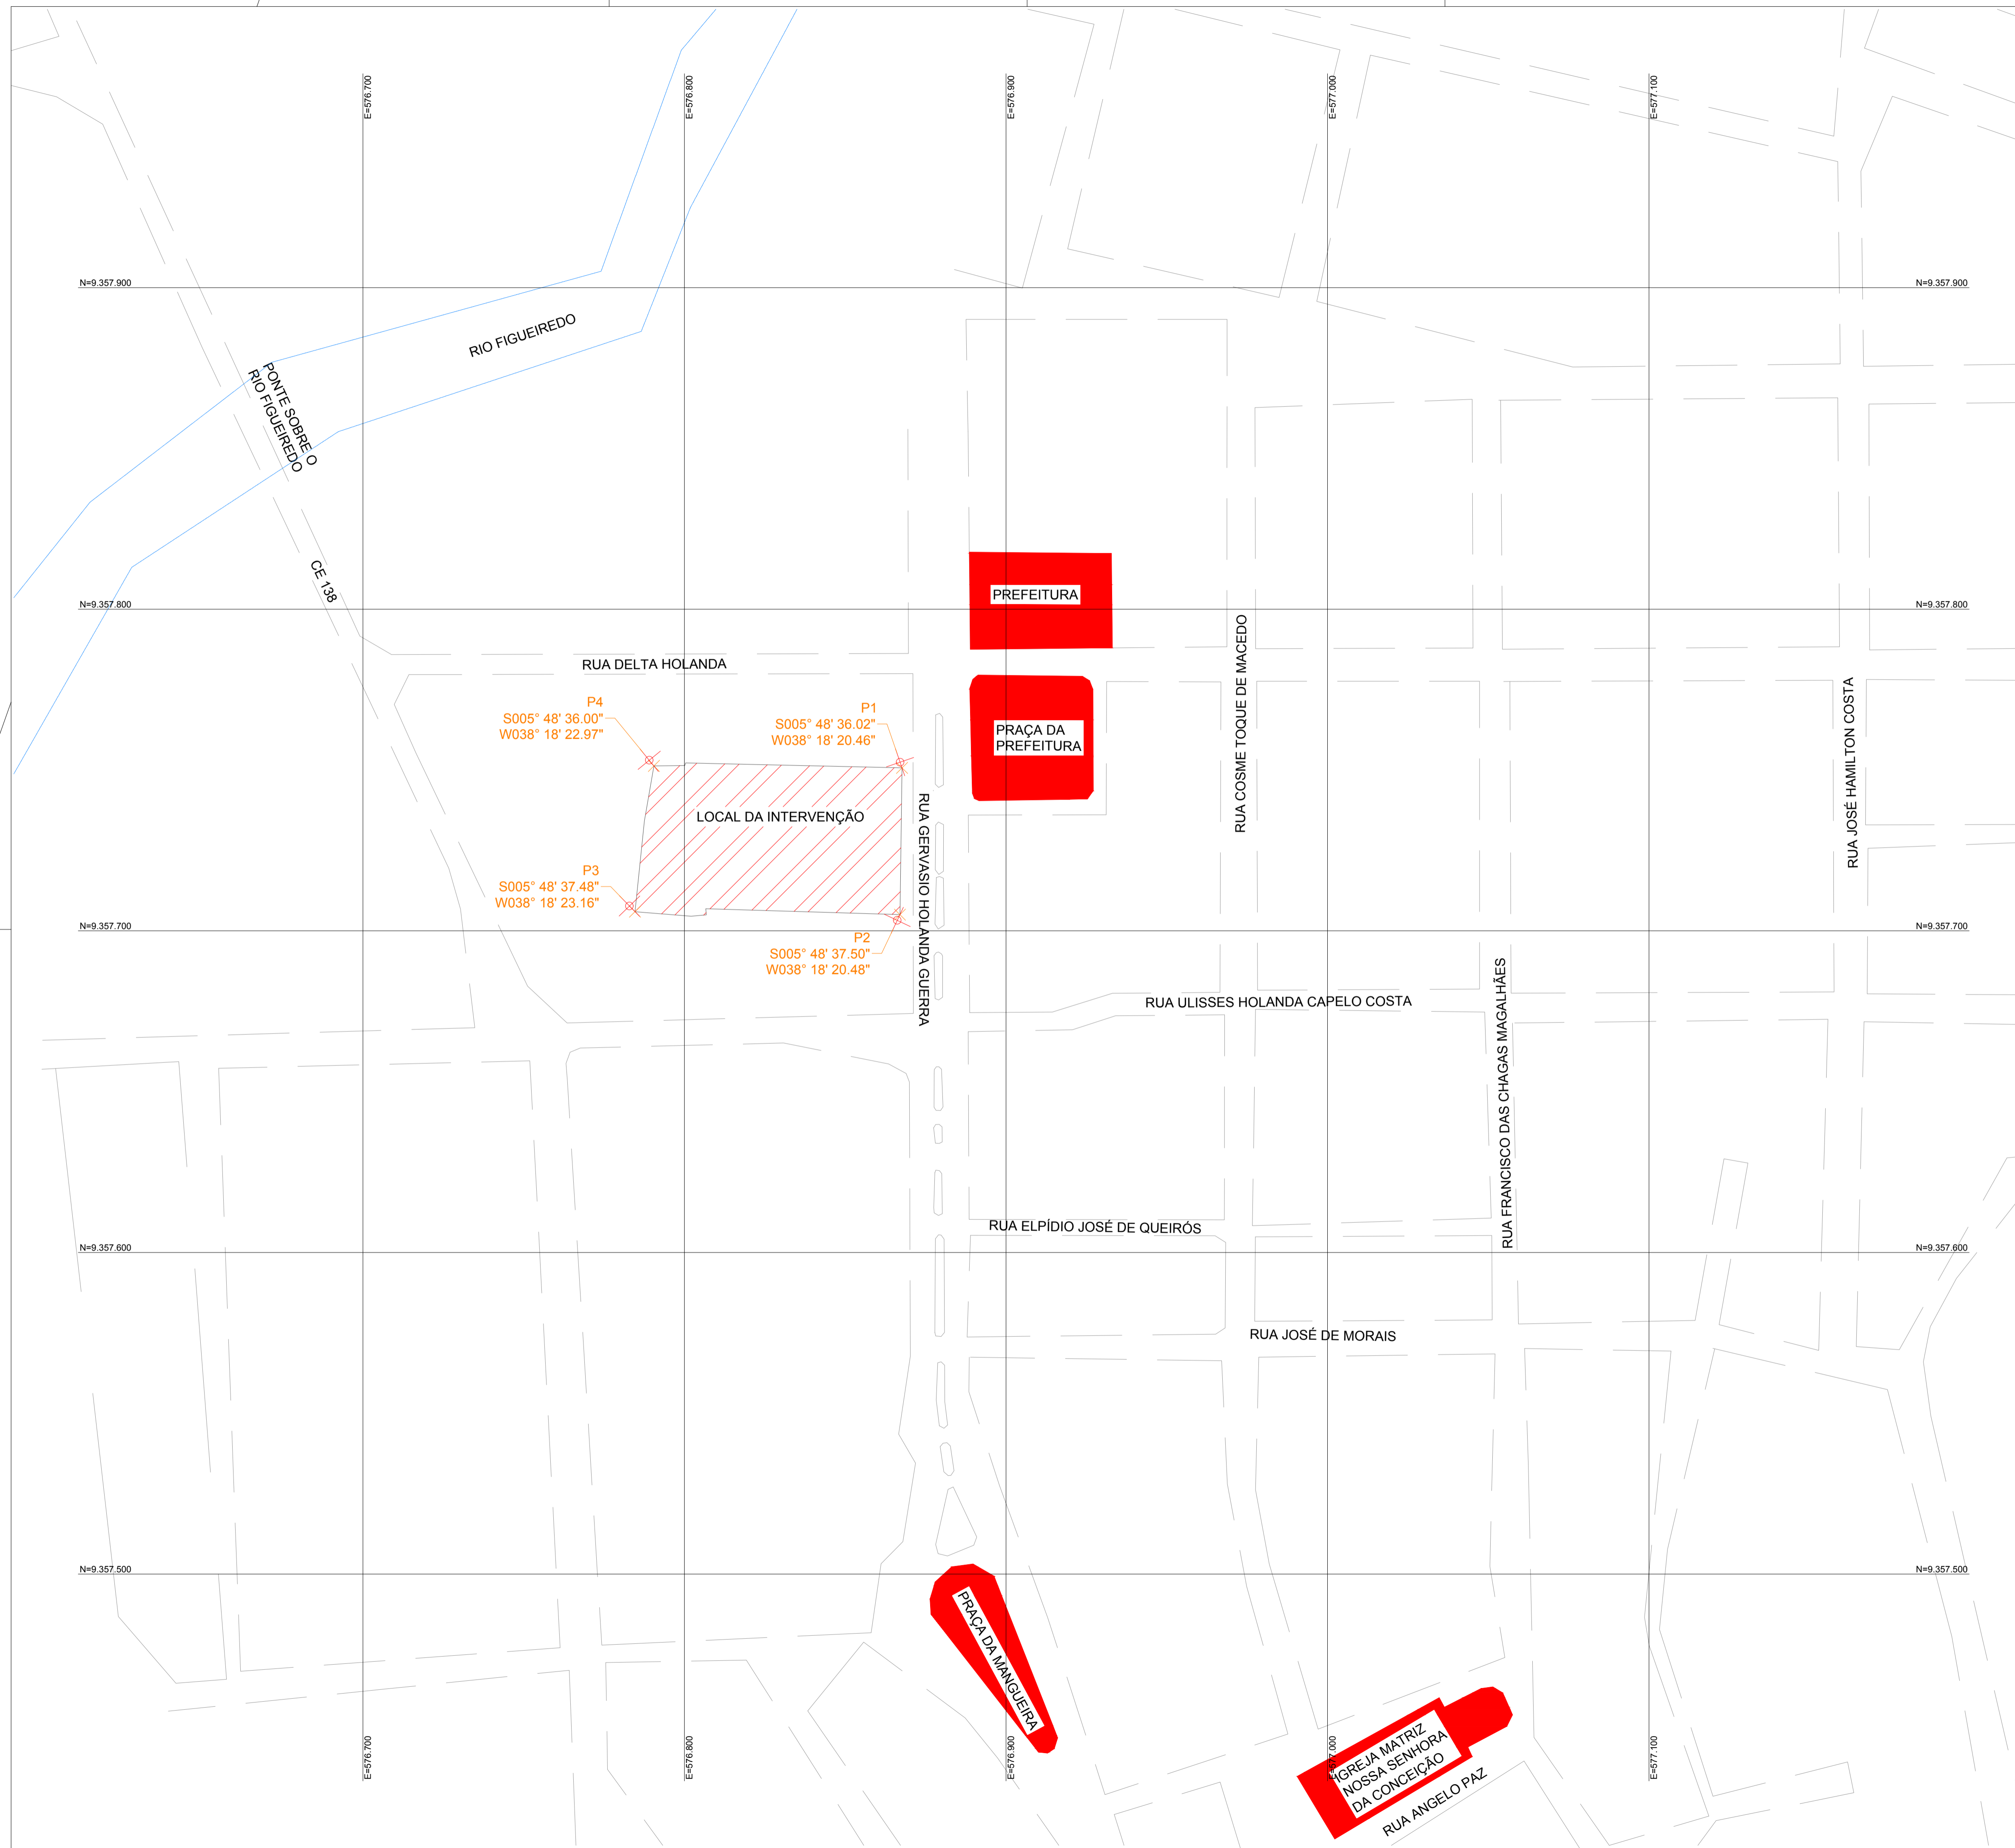 E=576.700
E=576.800
E=576.900
E=577.000
E=577.100
N=9.357.900
N=9.357.900
RIO FIGUEIREDO
PONTE SOBRE O
RIO FIGUEIREDO
CE 138
PREFEITURA
N=9.357.800
N=9.357.800
RUA DELTA HOLANDA
RUA COSME TOQUE DE MACEDO
RUA JOSÉ HAMILTON COSTA
P4
S005° 48' 36.00"
W038° 18' 22.97"
P1
S005° 48' 36.02"
W038° 18' 20.46"
PRAÇA DA
PREFEITURA
LOCAL DA INTERVENÇÃO
RUA GERVASIO HOLANDA GUERRA
P3
S005° 48' 37.48"
W038° 18' 23.16"
N=9.357.700
N=9.357.700
P2
S005° 48' 37.50"
W038° 18' 20.48"
RUA ULISSES HOLANDA CAPELO COSTA
RUA FRANCISCO DAS CHAGAS MAGALHÃES
RUA ELPÍDIO JOSÉ DE QUEIRÓS
N=9.357.600
N=9.357.600
RUA JOSÉ DE MORAIS
N=9.357.500
N=9.357.500
PRAÇA DA MANGUEIRA
IGREJA MATRIZ
NOSSA SENHORA
DA CONCEIÇÃO
RUA ANGELO PAZ
E=576.700
E=576.800
E=576.900
E=577.000
E=577.100